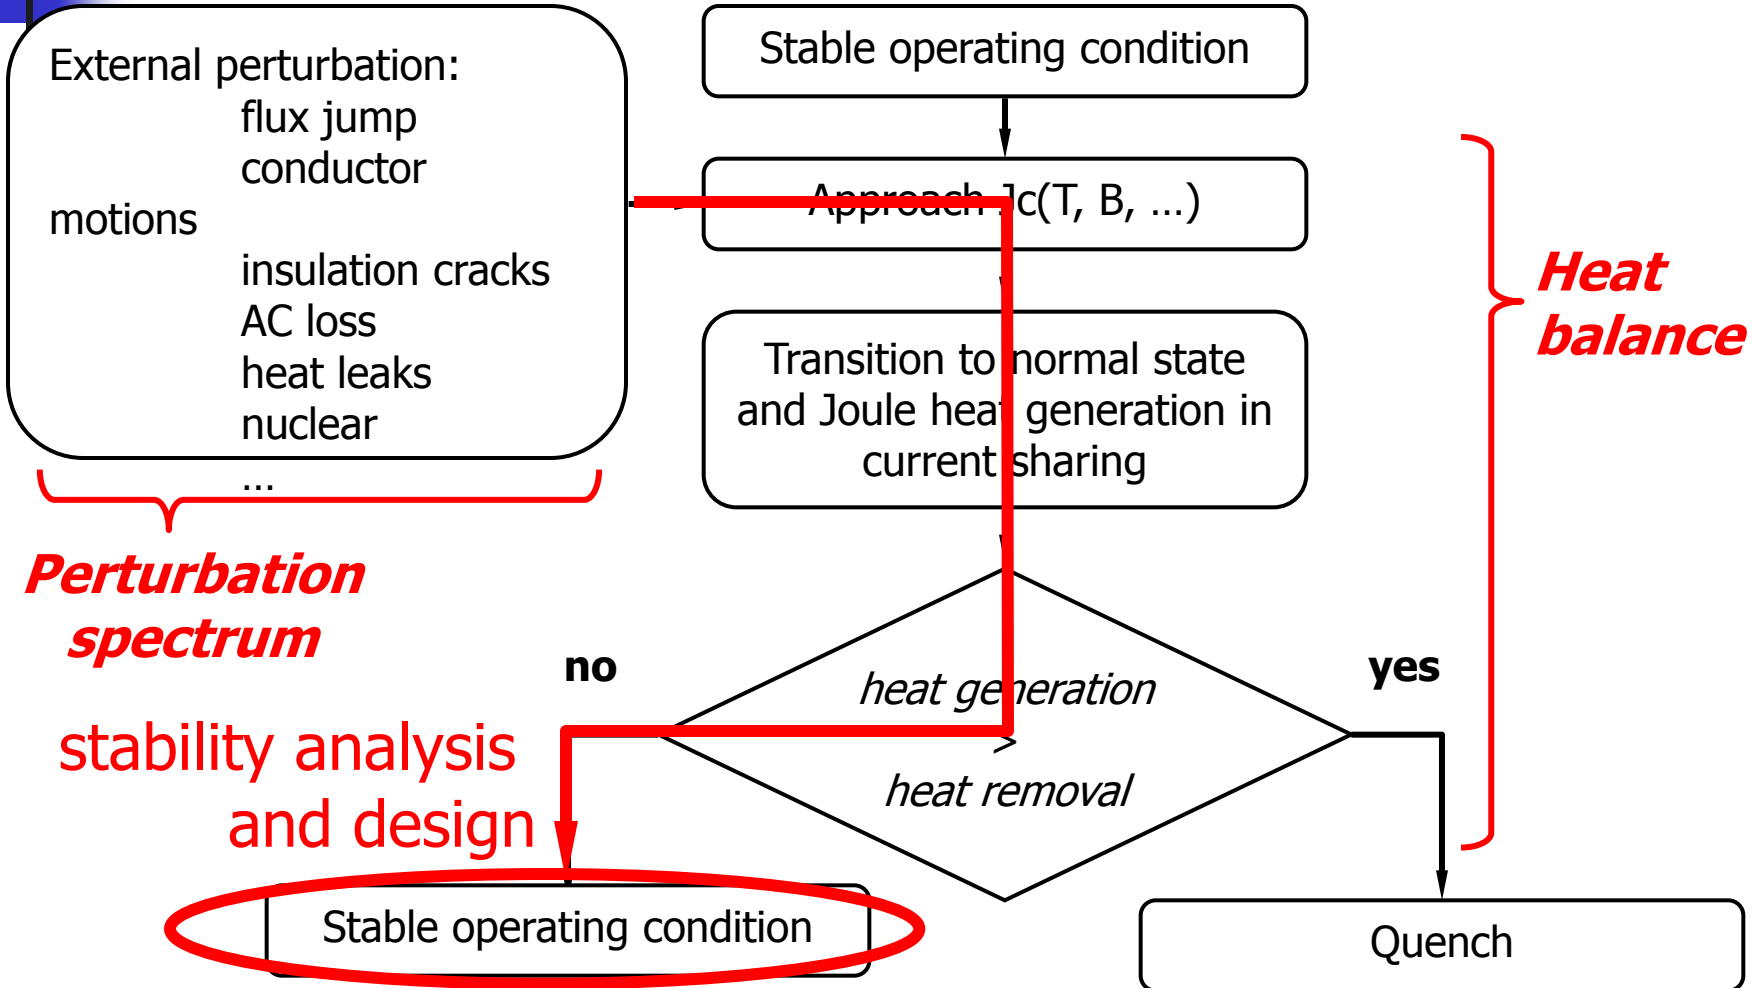 External perturbation:
flux jump
conductor
motions
insulation cracks
AC loss
heat leaks
nuclear
…
Perturbation
spectrum
stability analysis
and design
Stable operating condition
Approach Jc(T, B, …)
Transition to normal state
and Joule heat generation in
current sharing
no
heat generation
>
heat removal
yes
Heat
balance
Stable operating condition
Quench